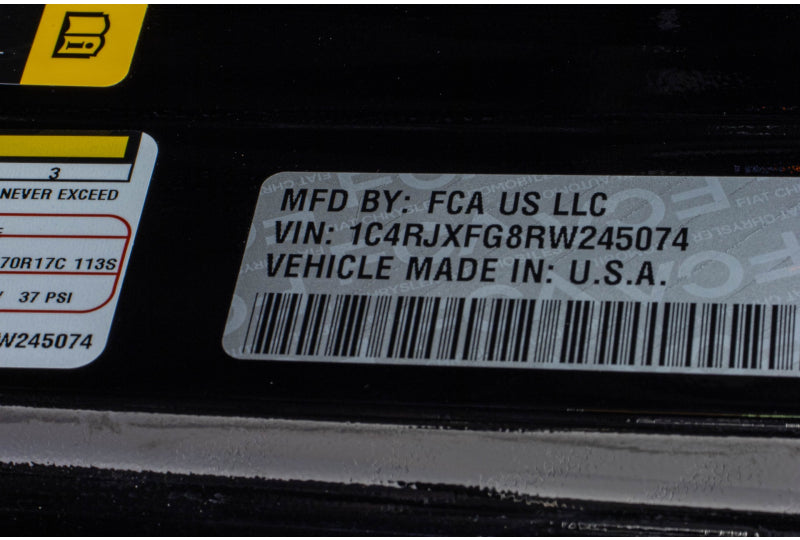 3
NEVER EXCEED
70R17C 113S
37 PSI
W245074
MFD BY: FCA US LLC
VIN: 1C4RJXFG8RW245074
VEHICLE MADE IN: U.S.A.